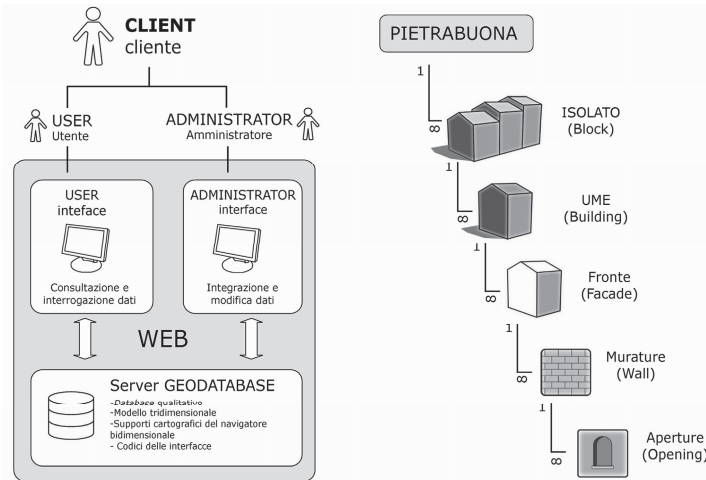 CLIENT
cliente
USER
Utente
ADMINISTRATOR
Amministratore
USER
inteface
Consultazione e
interrogazione dati
ADMINISTRATOR
interface
Integrazione e
modifica dati
WEB
Server GEODATABASE
-Database qualitativo
-Modello tridimensionale
-Supporti cartografici del navigatore
bidimensionale
- Codici delle interfacce
PIETRABUONA
1
∞
ISOLATO
(Block)
1
∞
UME
(Building)
1
∞
Fronte
(Facade)
1
∞
Murature
(Wall)
1
∞
Aperture
(Opening)